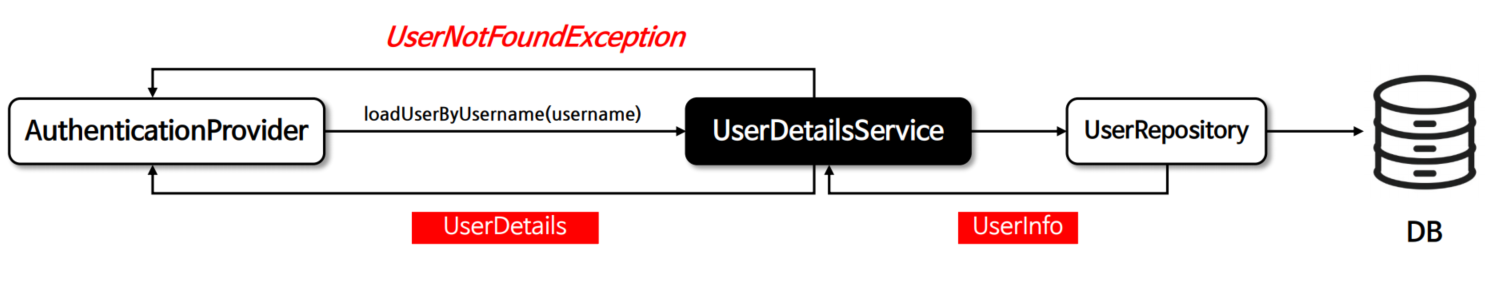 UserNotFoundException
AuthenticationProvider
loadUserByUsername(username)
UserDetailsService
UserRepository
UserDetails
UserInfo
DB